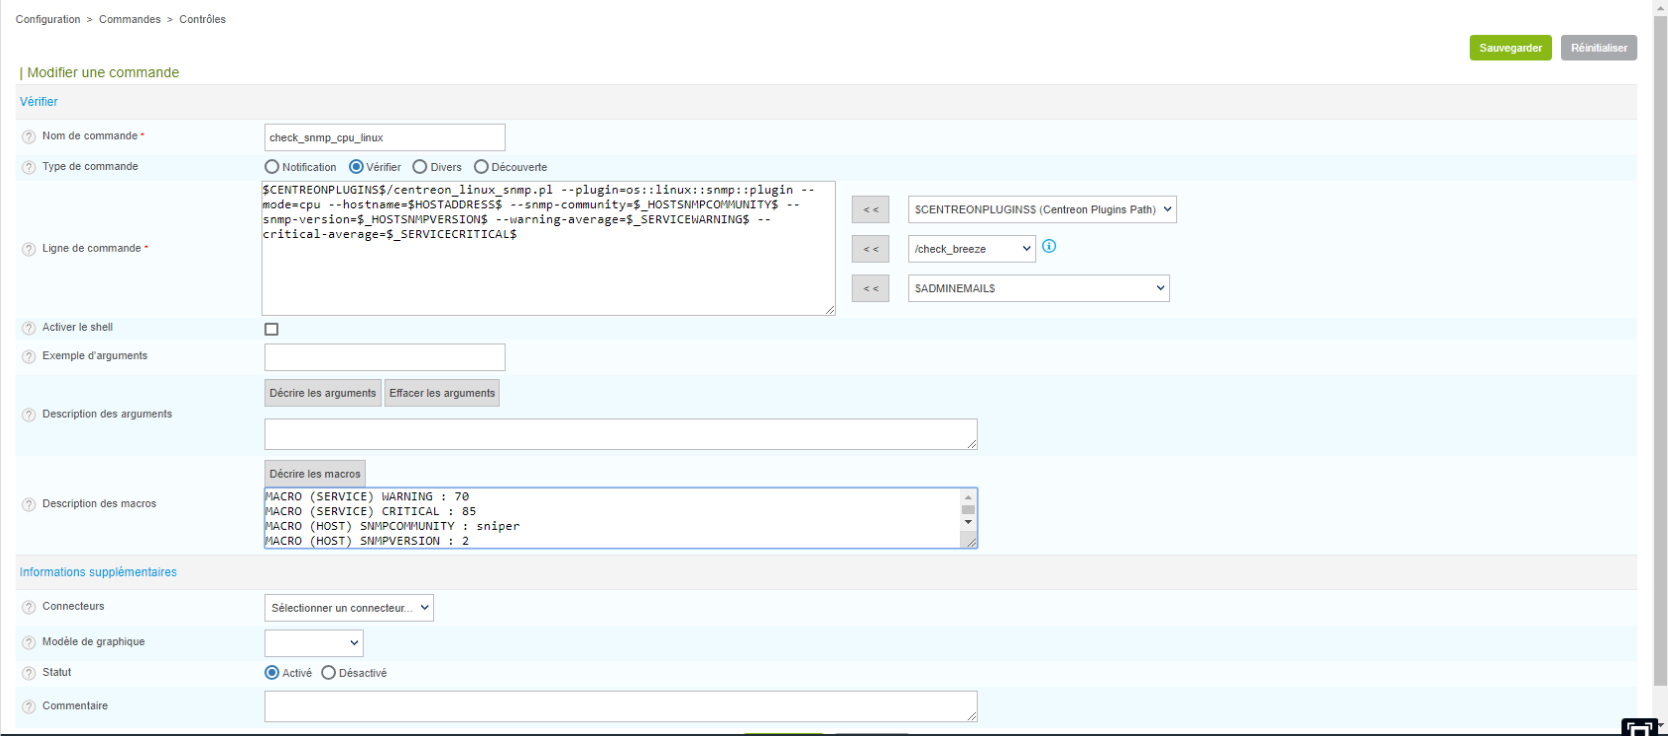 Configuration > Commandes > Contrôles
Sauvegarder Réinitialiser
| Modifier une commande
Vérifier
Nom de commande * check_snmp_cpu_linux
Type de commande Notification Vérifier Divers Découverte
Ligne de commande *
$CENTREONPLUGINS$/centreon_linux_snmp.pl --plugin=os::linux::snmp::plugin --
mode=cpu --hostname=$HOSTADDRESS$ --snmp-community=$_HOSTSNMPCOMMUNITY$ --
snmp-version=$_HOSTSNMPVERSION$ --warning-average=$_SERVICEWARNING$ --
critical-average=$_SERVICECRITICAL$
<< $CENTREONPLUGINS$ (Centreon Plugins Path)
<< /check_breeze
<< $ADMINEMAIL$
Activer le shell
Exemple d'arguments
Description des arguments
Décrire les arguments Effacer les arguments
Description des macros
Décrire les macros
MACRO (SERVICE) WARNING : 70
MACRO (SERVICE) CRITICAL : 85
MACRO (HOST) SNMPCOMMUNITY : sniper
MACRO (HOST) SNMPVERSION : 2
Informations supplémentaires
Connecteurs Sélectionner un connecteur...
Modèle de graphique
Statut Activé Désactivé
Commentaire